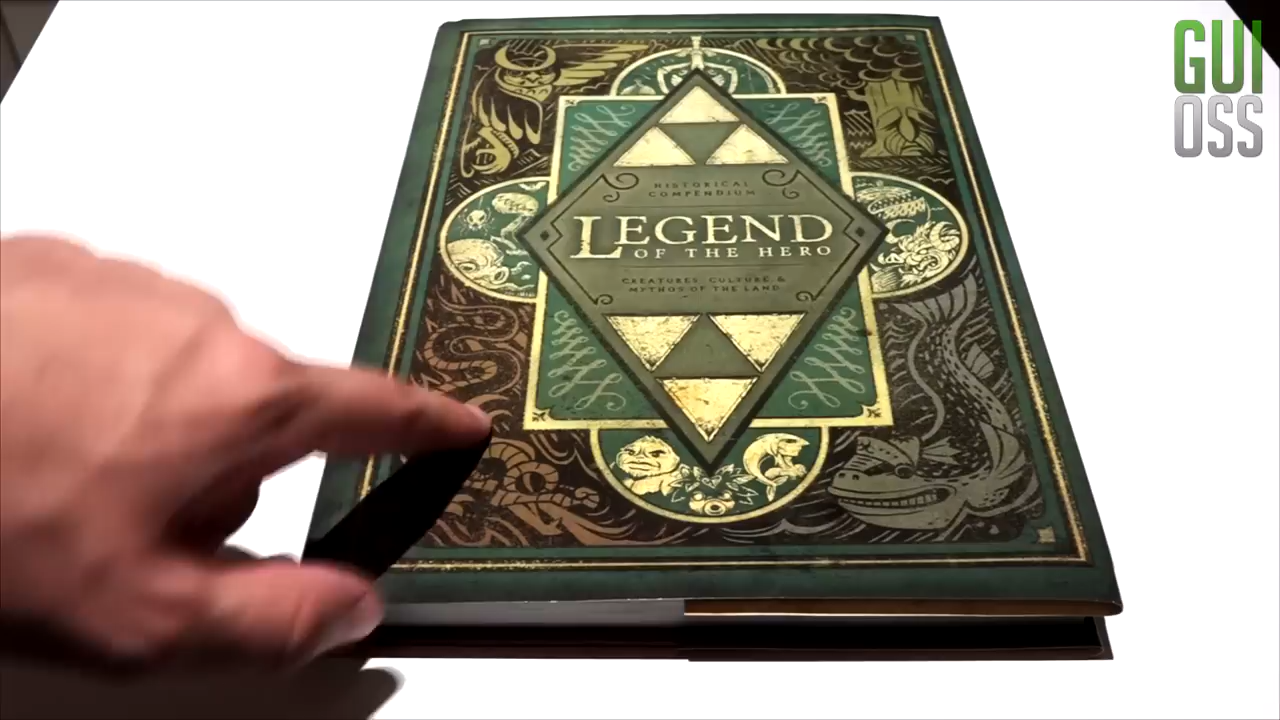 GUI
OSS
HISTORICAL
COMPENDIUM
LEGEND
OF THE HERO
CREATURES, CULTURE, &
MYTHOS OF THE LAND